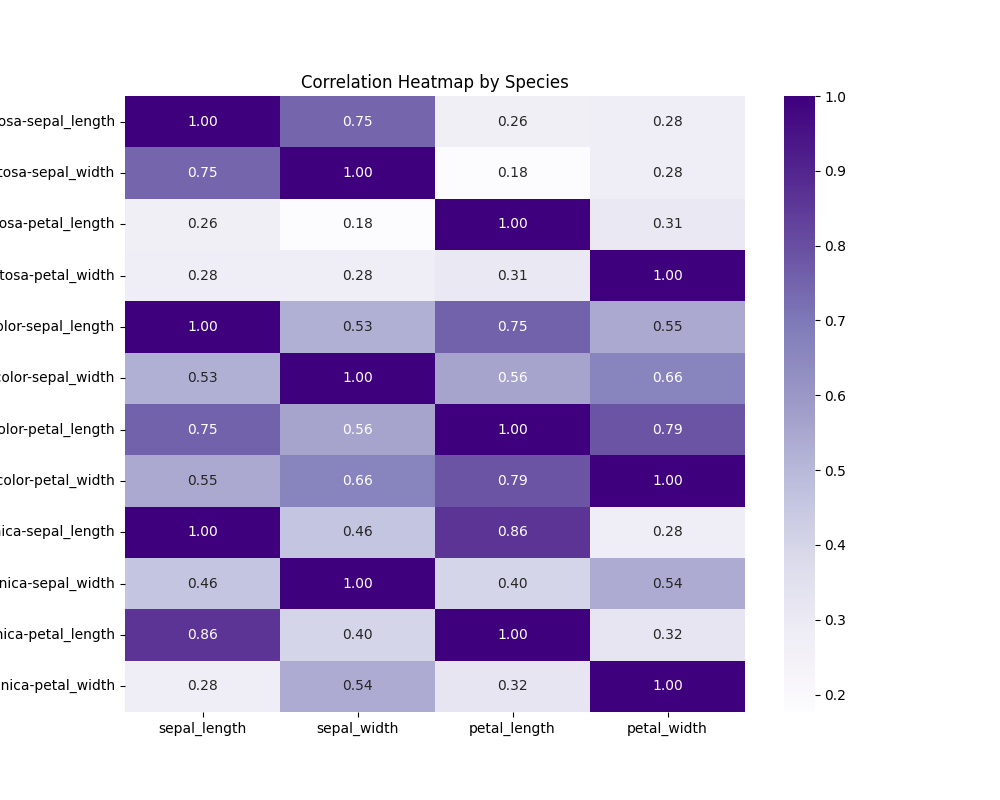 Correlation Heatmap by Species
osa-sepal_length 1.00 0.75 0.26 0.28
tosa-sepal_width 0.75 1.00 0.18 0.28
osa-petal_length 0.26 0.18 1.00 0.31
tosa-petal_width 0.28 0.28 0.31 1.00
olor-sepal_length 1.00 0.53 0.75 0.55
color-sepal_width 0.53 1.00 0.56 0.66
olor-petal_length 0.75 0.56 1.00 0.79
color-petal_width 0.55 0.66 0.79 1.00
nica-sepal_length 1.00 0.46 0.86 0.28
nica-sepal_width 0.46 1.00 0.40 0.54
nica-petal_length 0.86 0.40 1.00 0.32
nica-petal_width 0.28 0.54 0.32 1.00
sepal_length sepal_width petal_length petal_width
1.0
0.9
0.8
0.7
0.6
0.5
0.4
0.3
0.2